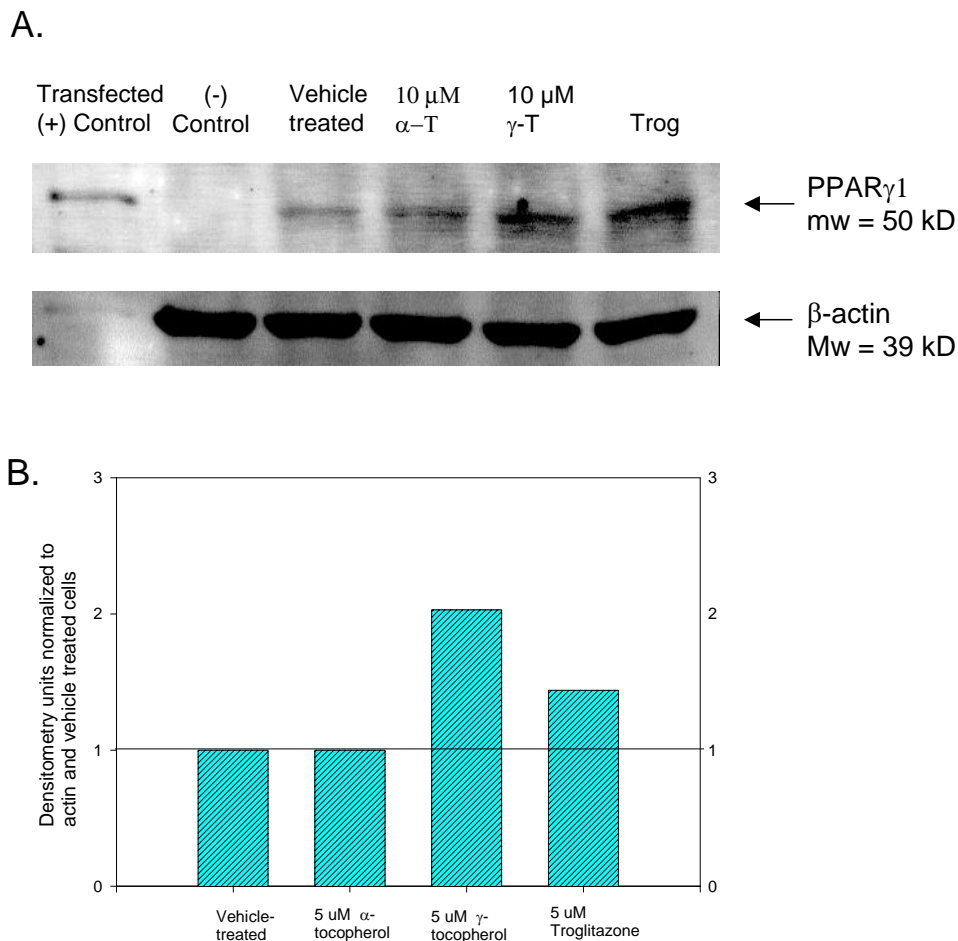 A.
Transfected
(+) Control
(-)
Control
Vehicle
treated
10 μM
α–T
10 μM
γ-T
Trog
PPARγ1
mw = 50 kD
β-actin
Mw = 39 kD
B.
Densitometry units normalized to
actin and vehicle treated cells
3
2
1
0
3
2
1
0
Vehicle-
treated
5 uM α-
tocopherol
5 uM γ-
tocopherol
5 uM
Troglitazone